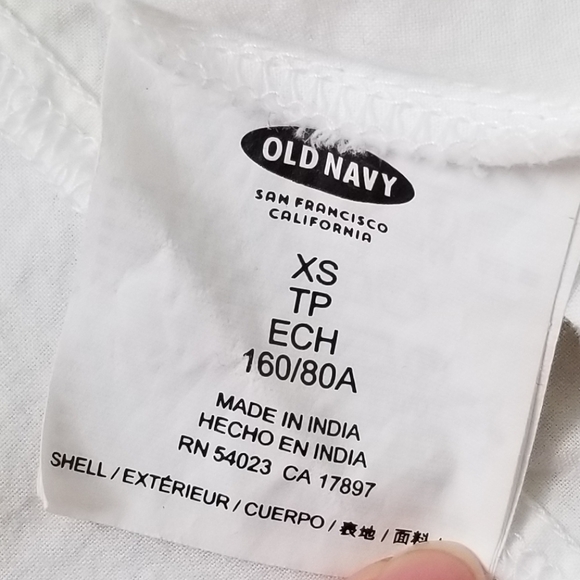 OLD NAVY
SAN FRANCISCO
CALIFORNIA
XS
TP
ECH
160/80A
MADE IN INDIA
HECHO EN INDIA
RN 54023 CA 17897
SHELL / EXTÉRIEUR / CUERPO / 表地 / 面料